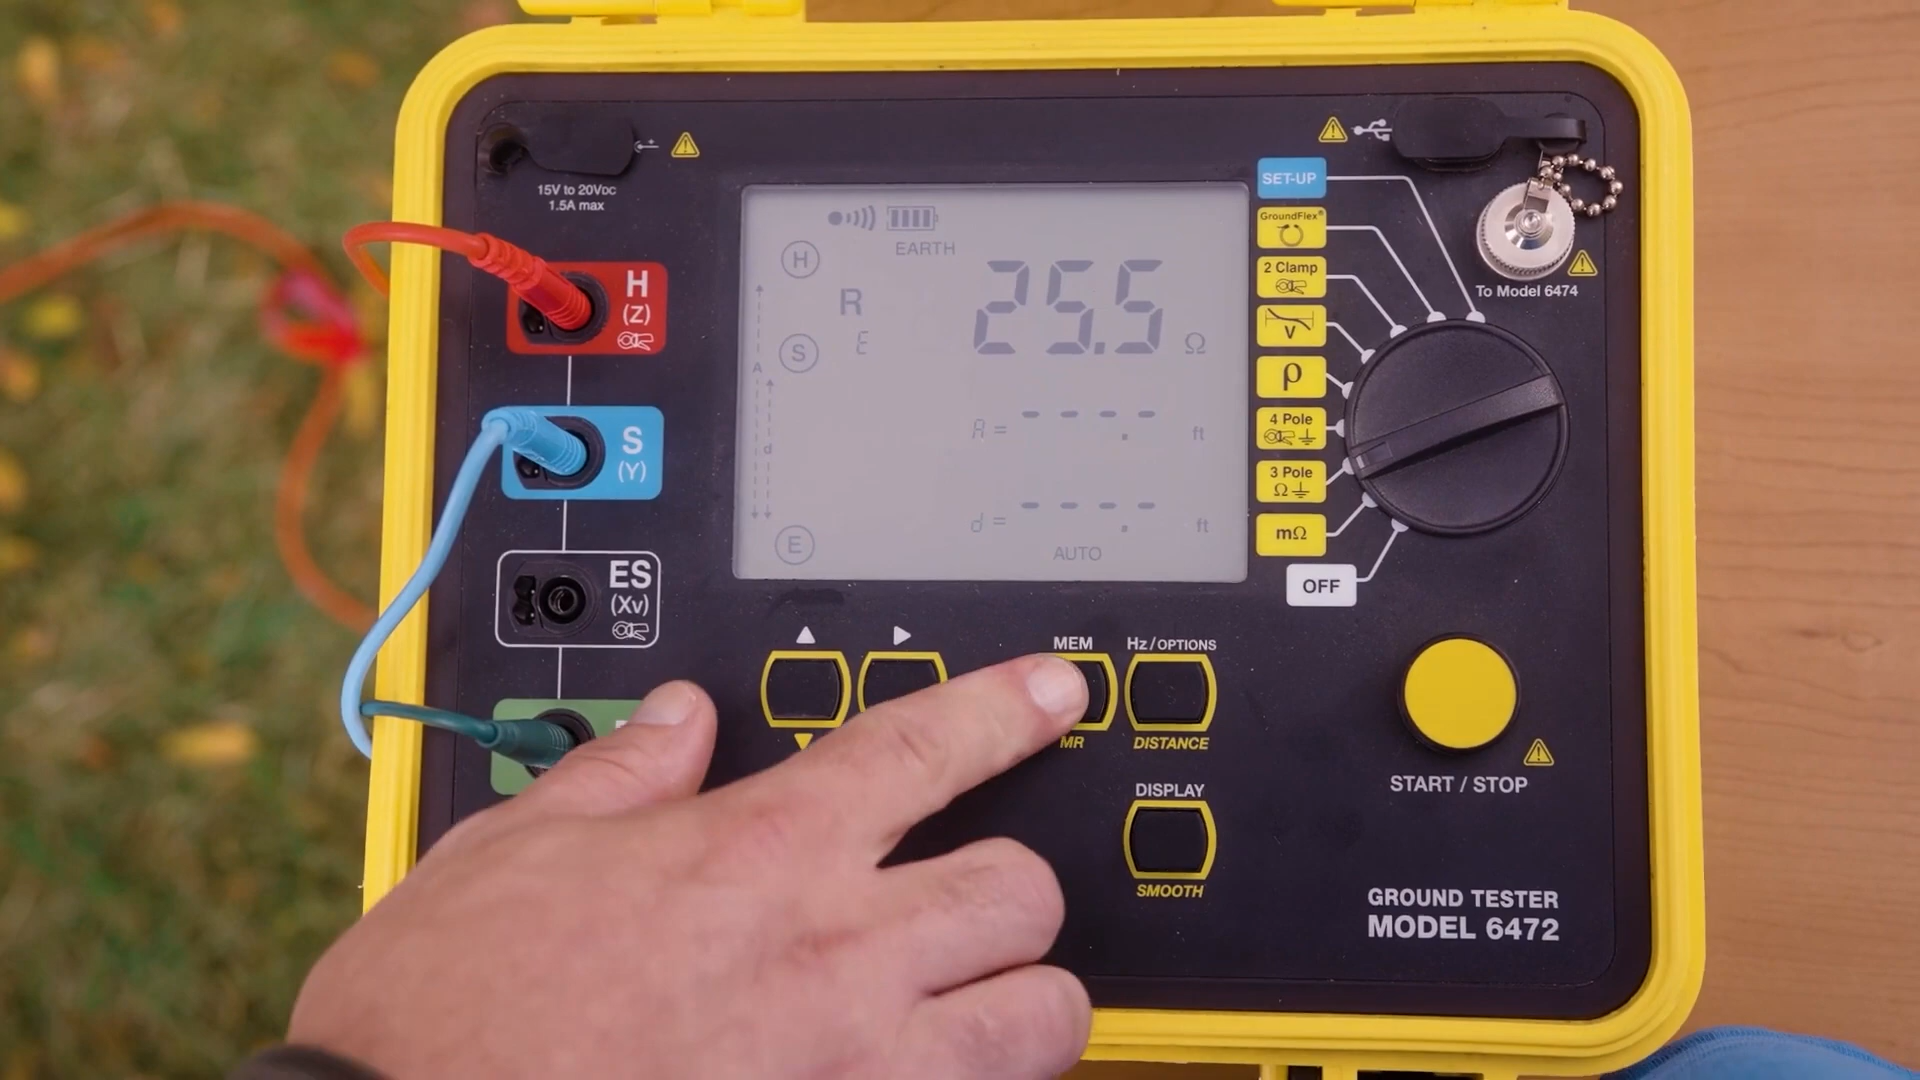 15V to 20VDC
1.5A max
H
(Z)
S
(Y)
ES
(Xv)
EARTH
H
R
E
S
E
A
d
25.5 Ω
A = ----.- ft
d = ----.- ft
AUTO
SET-UP
GroundFlex®
2 Clamp
V
ρ
4 Pole
3 Pole
Ω
mΩ
OFF
To Model 6474
MEM
Hz/OPTIONS
MR
DISTANCE
DISPLAY
SMOOTH
START / STOP
GROUND TESTER
MODEL 6472